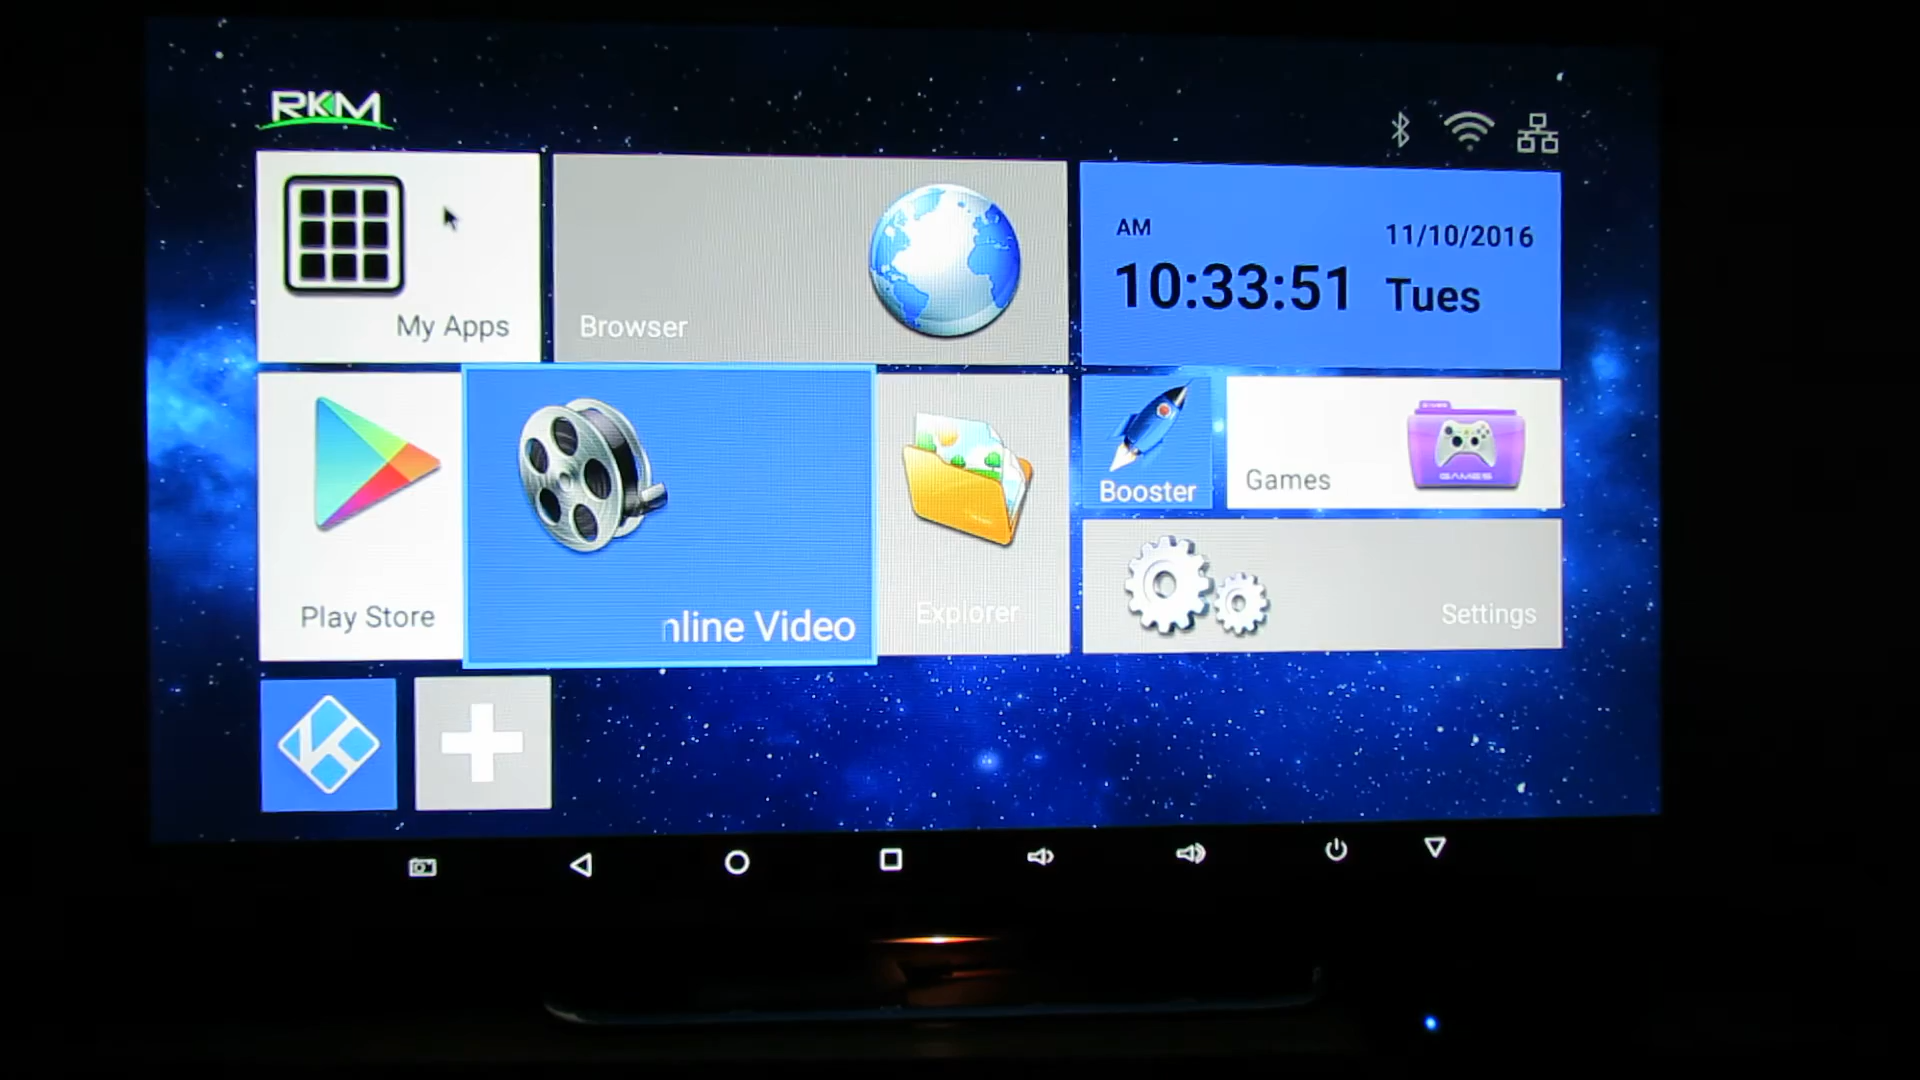 RKM
My Apps
Browser
AM
10:33:51
11/10/2016
Tues
Play Store
nline Video
Explorer
Booster
Games
GAMES
Settings